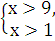 x > 9,
x > 1